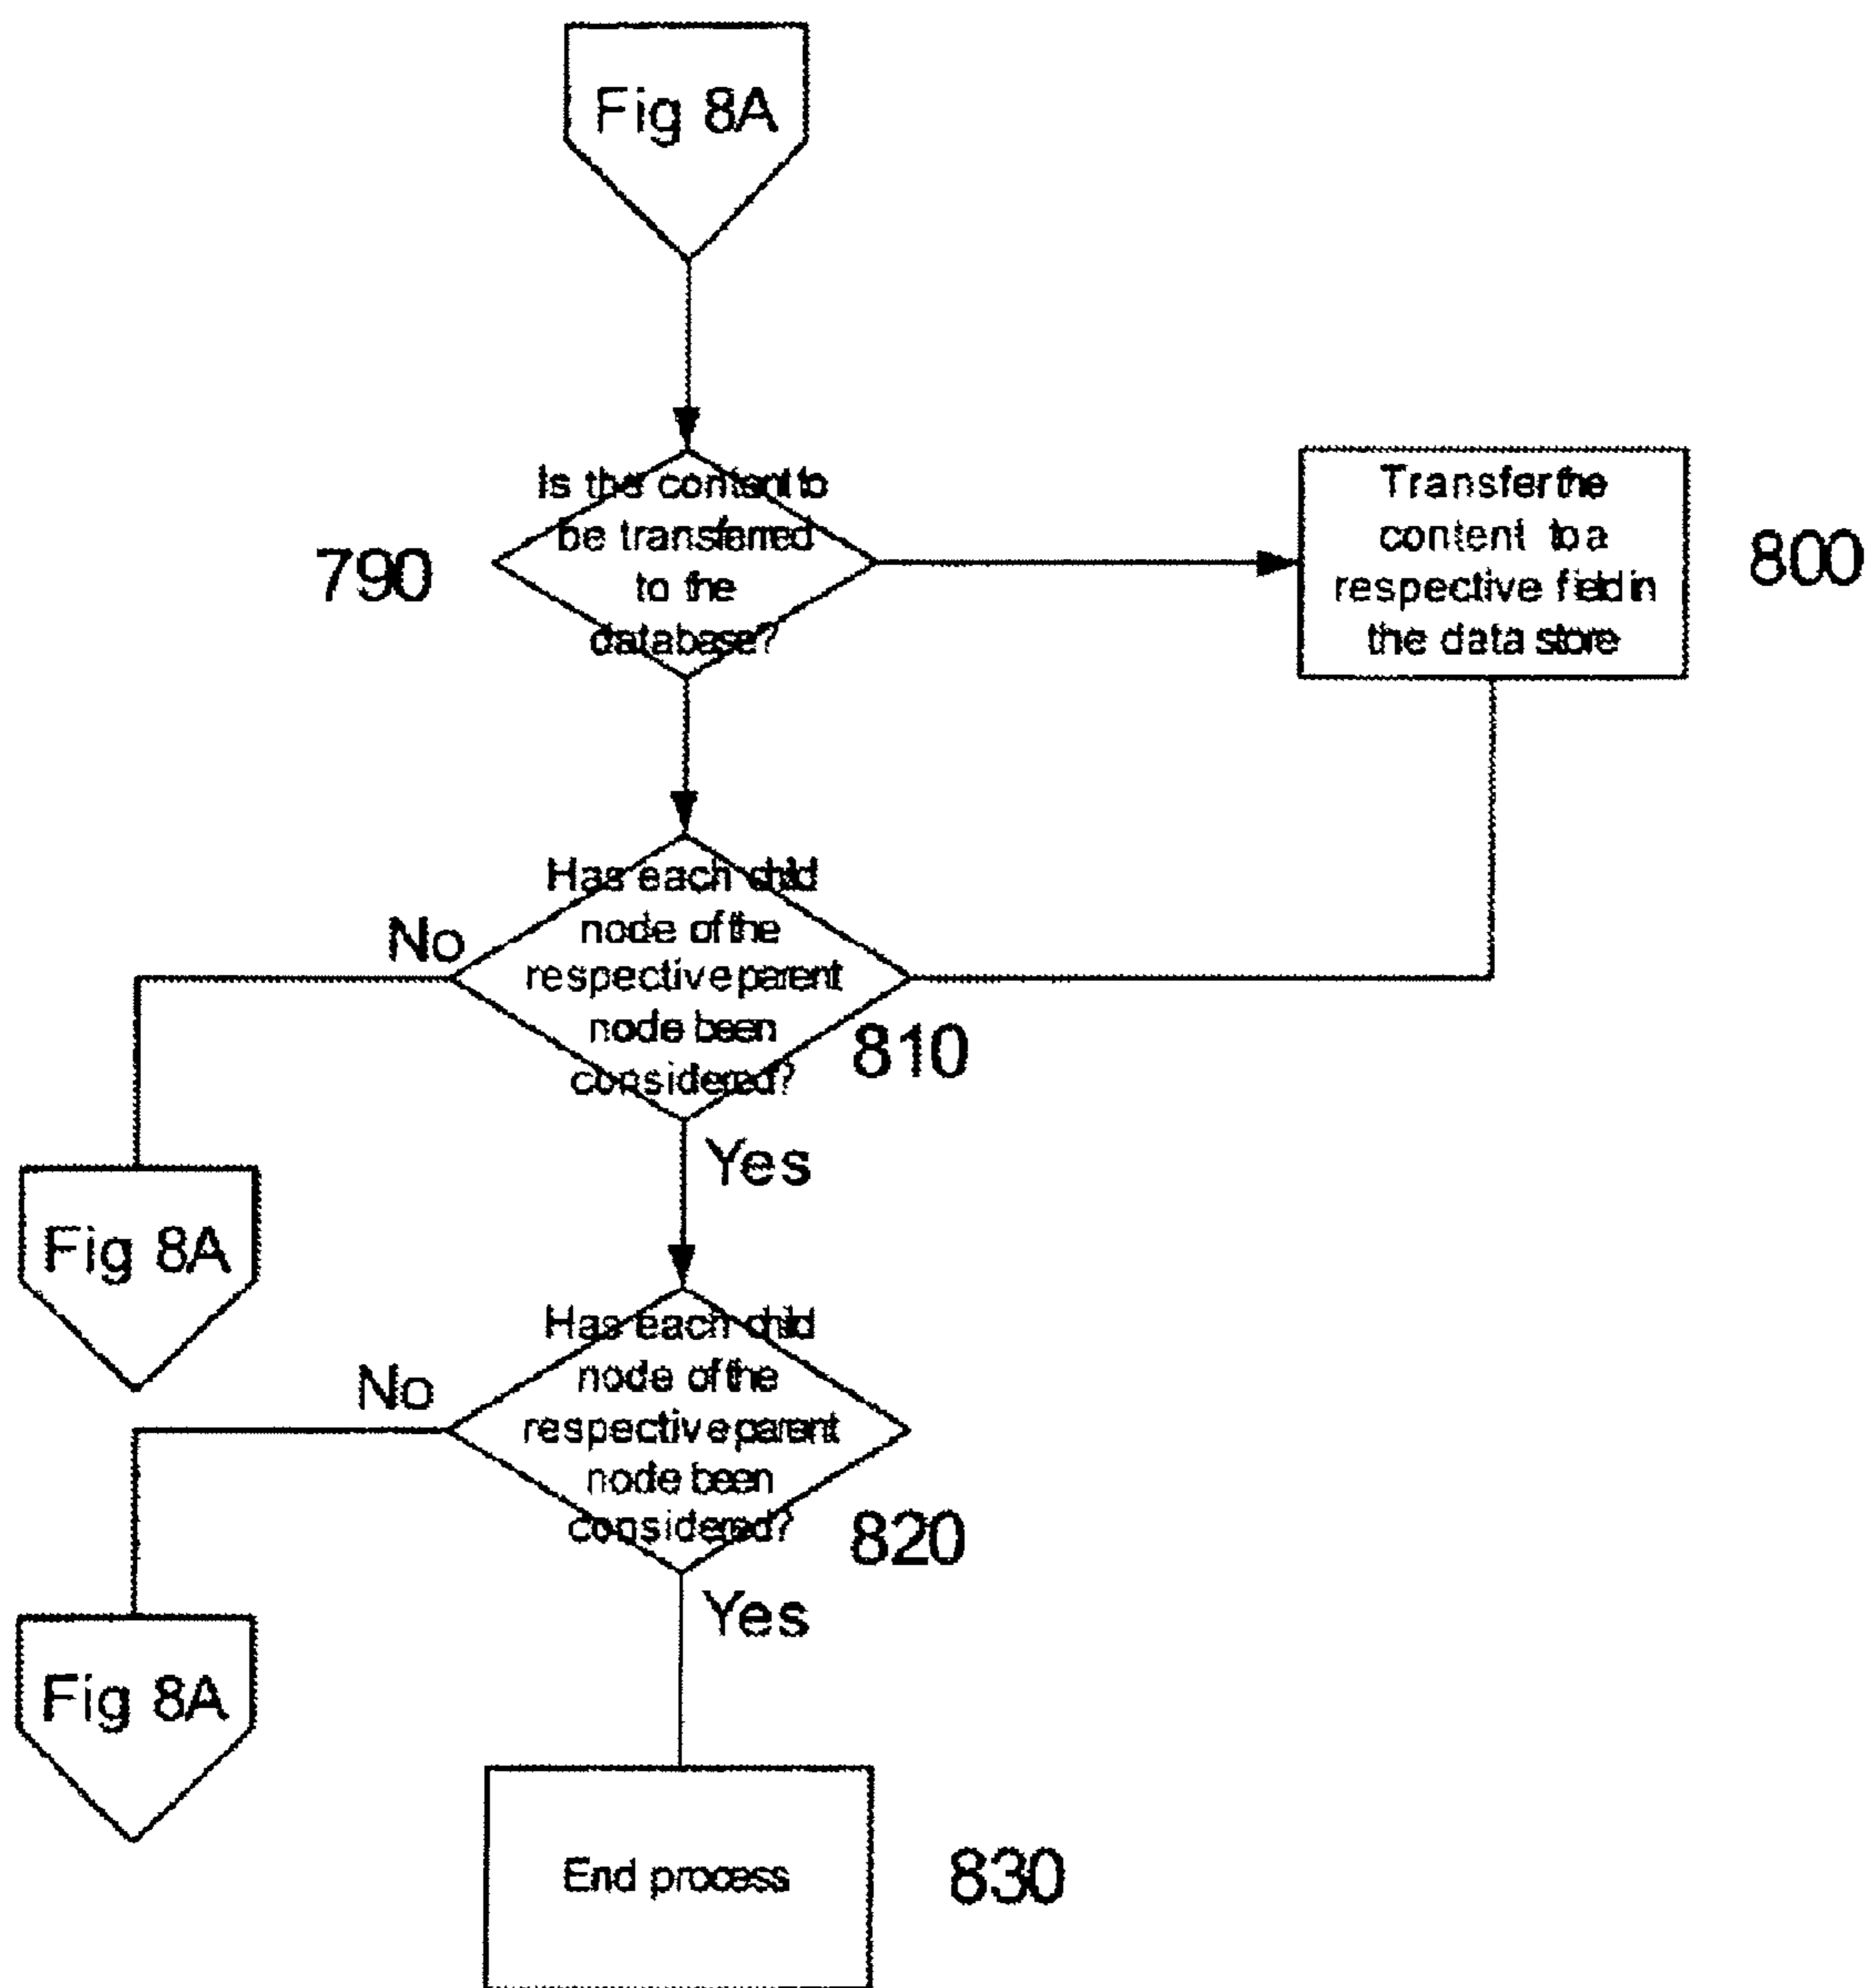 Fig 8A
Is the content to
be transferred
to the
database?
790
Transfer the
content to a
respective field in
the data store
800
Has each child
node of the
respective parent
node been
considered?
No
810
Yes
Fig 8A
Has each child
node of the
respective parent
node been
considered?
No
820
Yes
Fig 8A
End process
830